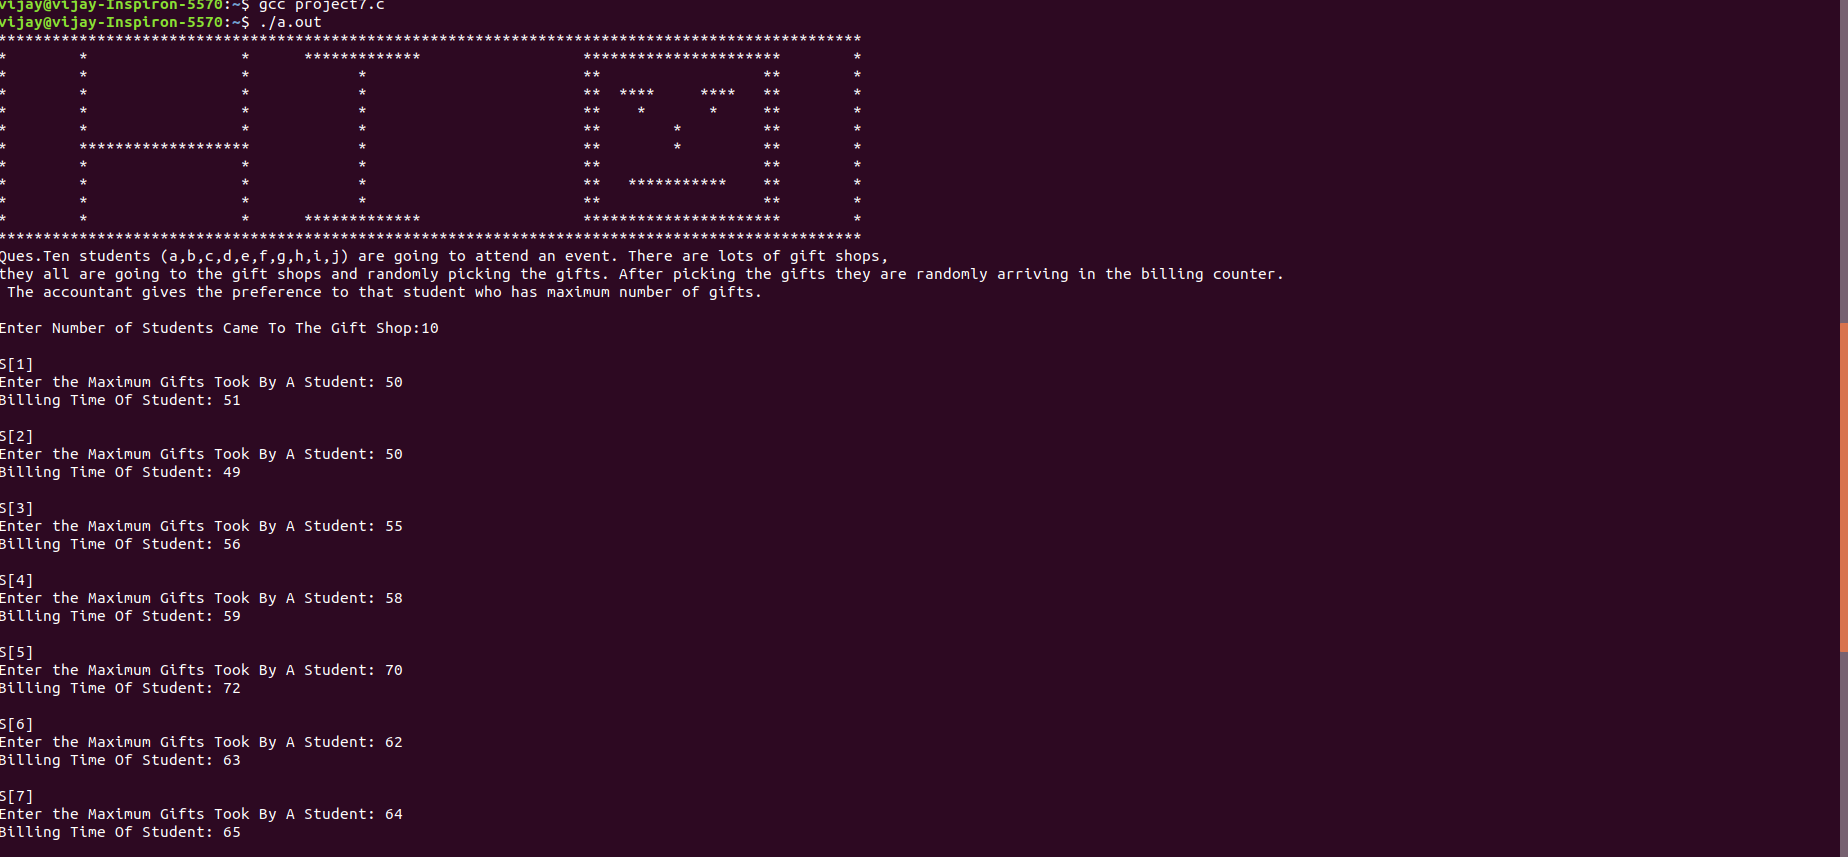 vijay@vijay-Inspiron-5570:~$ gcc project7.c
vijay@vijay-Inspiron-5570:~$ ./a.out
HI
Ques.Ten students (a,b,c,d,e,f,g,h,i,j) are going to attend an event. There are lots of gift shops,
they all are going to the gift shops and randomly picking the gifts. After picking the gifts they are randomly arriving in the billing counter.
The accountant gives the preference to that student who has maximum number of gifts.
Enter Number of Students Came To The Gift Shop:10
S[1]
Enter the Maximum Gifts Took By A Student: 50
Billing Time Of Student: 51
S[2]
Enter the Maximum Gifts Took By A Student: 50
Billing Time Of Student: 49
S[3]
Enter the Maximum Gifts Took By A Student: 55
Billing Time Of Student: 56
S[4]
Enter the Maximum Gifts Took By A Student: 58
Billing Time Of Student: 59
S[5]
Enter the Maximum Gifts Took By A Student: 70
Billing Time Of Student: 72
S[6]
Enter the Maximum Gifts Took By A Student: 62
Billing Time Of Student: 63
S[7]
Enter the Maximum Gifts Took By A Student: 64
Billing Time Of Student: 65